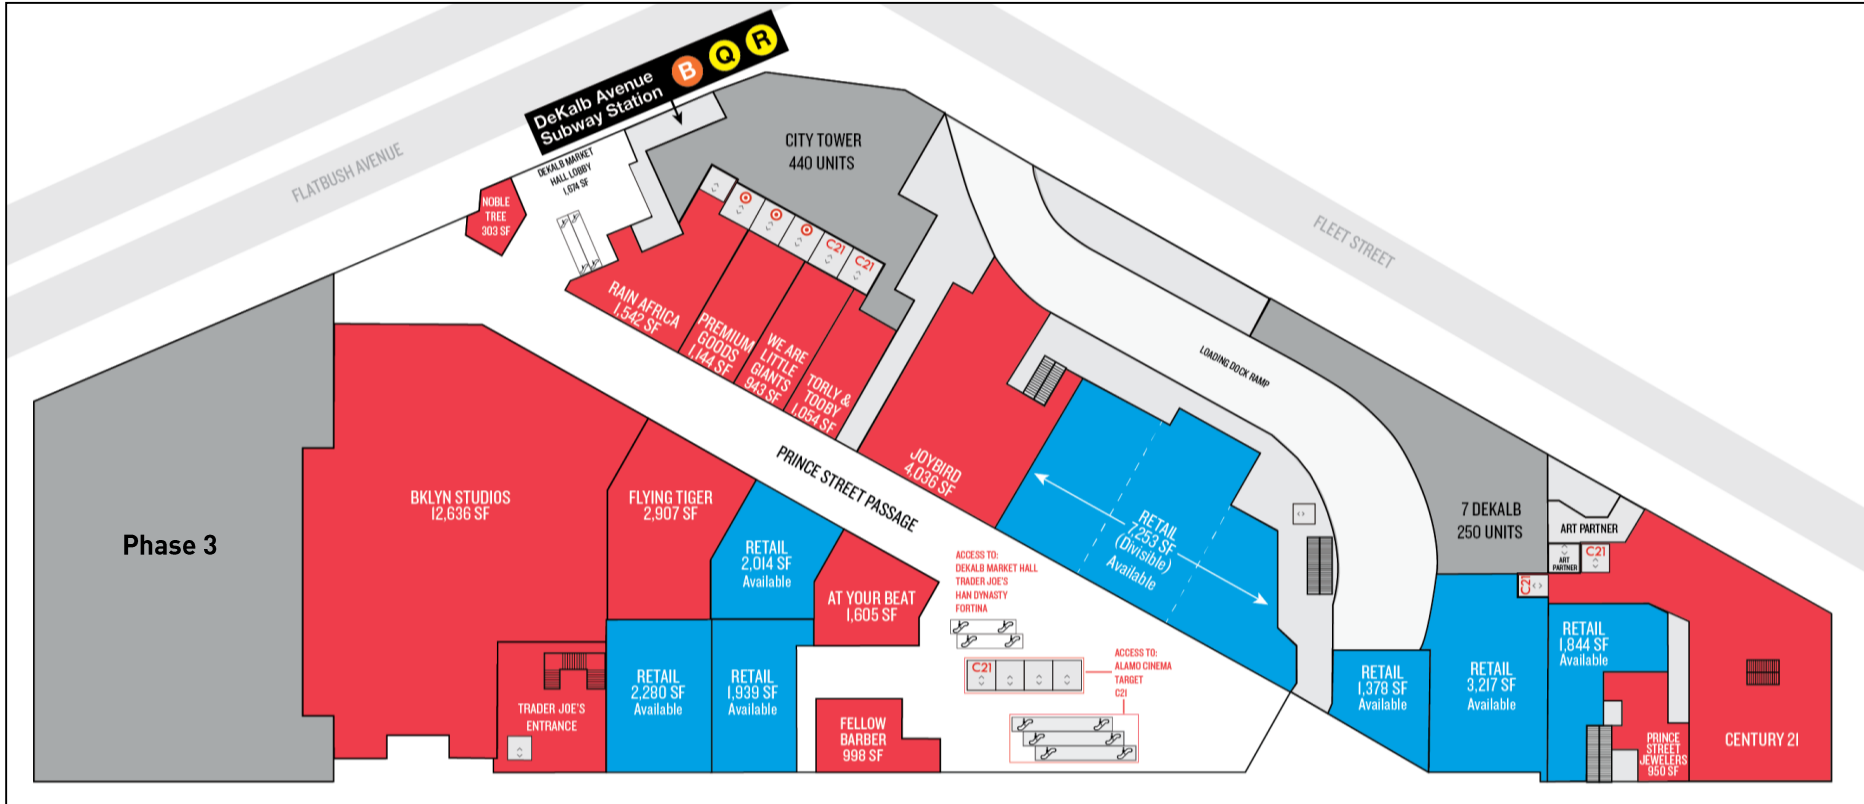 DeKalb Avenue
Subway Station
B
Q
R
FLATBUSH AVENUE
FLEET STREET
DEKALB MARKET
HALL LOBBY
1,674 SF
NOBLE
TREE
303 SF
CITY TOWER
440 UNITS
C21
C21
RAIN AFRICA
1,542 SF
PREMIUM
GOODS
1,144 SF
WE ARE
LITTLE
GIANTS
943 SF
TORLY &
TOOBY
1,054 SF
LOADING DOCK RAMP
JOYBIRD
4,036 SF
PRINCE STREET PASSAGE
Phase 3
BKLYN STUDIOS
12,636 SF
FLYING TIGER
2,907 SF
RETAIL
2,014 SF
Available
AT YOUR BEAT
1,605 SF
RETAIL
7,253 SF
(Divisible)
Available
7 DEKALB
250 UNITS
ART PARTNER
ART
PARTNER
C21
C21
ACCESS TO:
DEKALB MARKET HALL
TRADER JOE'S
HAN DYNASTY
FORTINA
C21
ACCESS TO:
ALAMO CINEMA
TARGET
C21
TRADER JOE'S
ENTRANCE
RETAIL
2,280 SF
Available
RETAIL
1,939 SF
Available
FELLOW
BARBER
998 SF
RETAIL
1,378 SF
Available
RETAIL
3,217 SF
Available
RETAIL
1,844 SF
Available
PRINCE
STREET
JEWELERS
950 SF
CENTURY 21